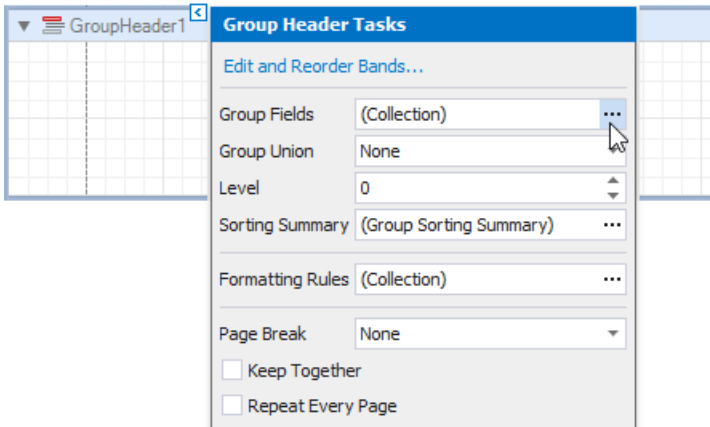 GroupHeader1
Group Header Tasks
Edit and Reorder Bands...
Group Fields (Collection) ...
Group Union None
Level 0
Sorting Summary (Group Sorting Summary) ...
Formatting Rules (Collection) ...
Page Break None
Keep Together
Repeat Every Page